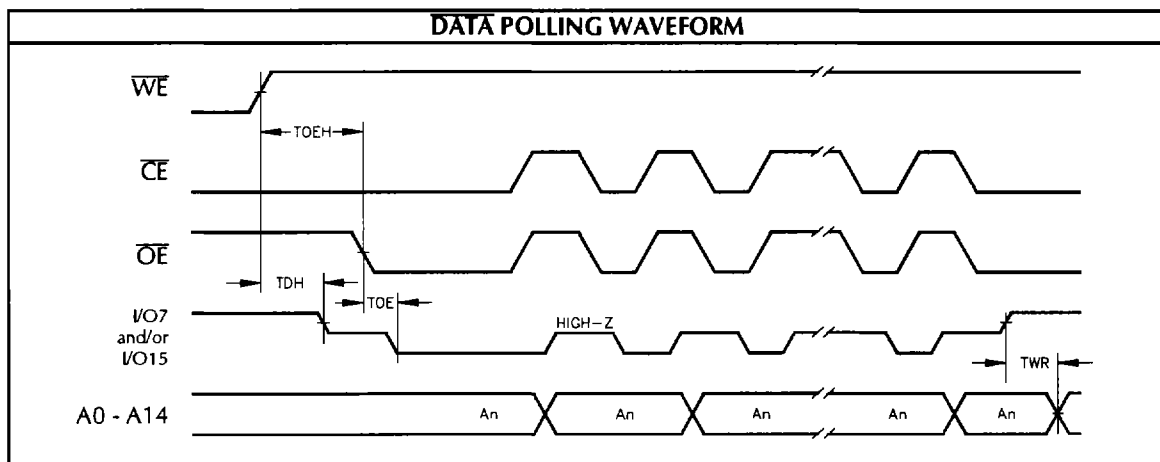 DATA POLLING WAVEFORM
WE
TOEH
CE
OE
TDH
TOE
I/O7
and/or
I/O15
HIGH-Z
TWR
A0 - A14
An An An An An